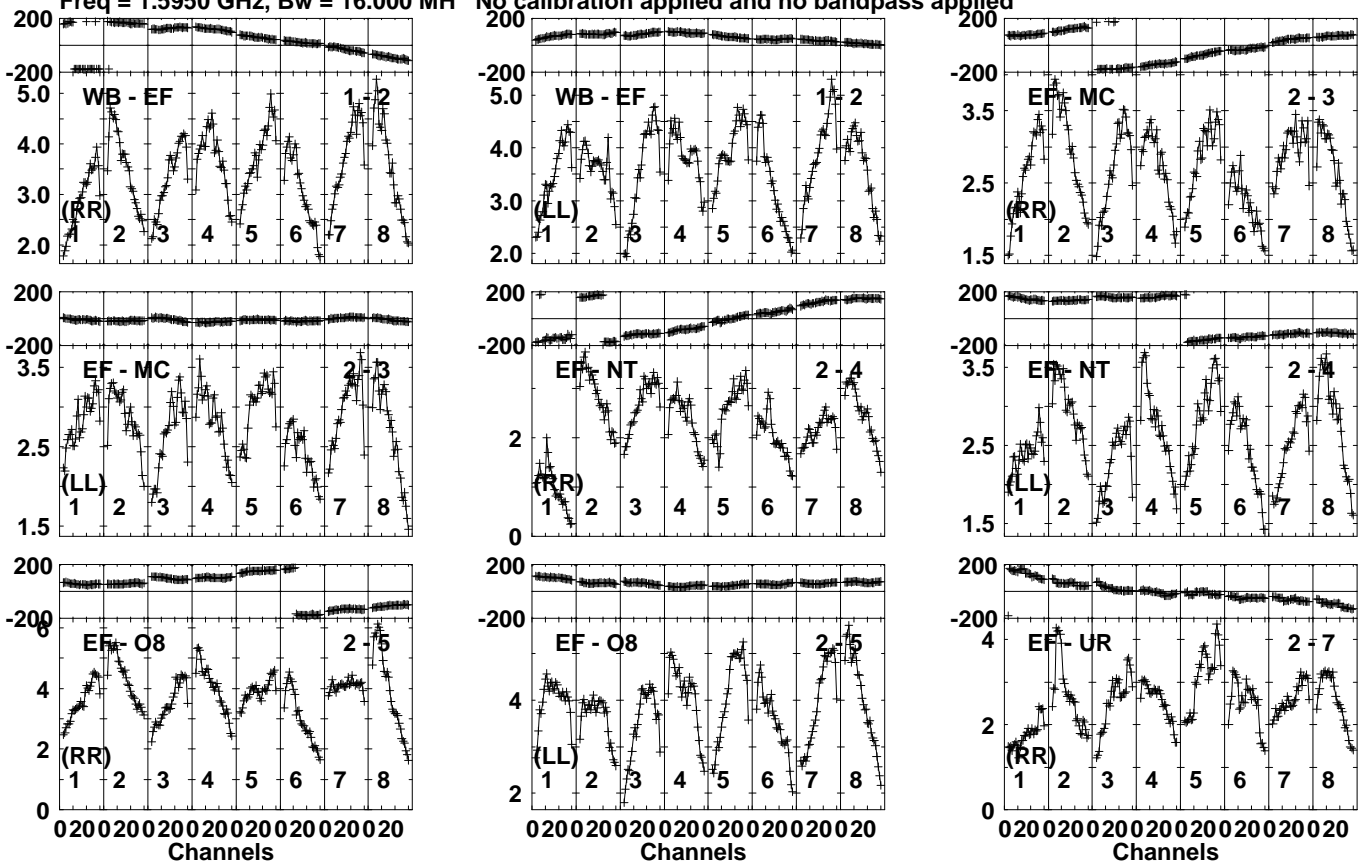 Freq = 1.5950 GHz, Bw = 16.000 MH No calibration applied and no bandpass applied
200 200 200
-200 -200 -200
WB - EF 1 - 2 WB - EF 1 - 2 EF - MC 2 - 3
5.0 5.0 3.5
4.0 4.0
3.0 3.0 2.5
(RR) (LL) (RR)
1 2 3 4 5 6 7 8 1 2 3 4 5 6 7 8 1 2 3 4 5 6 7 8
2.0 2.0 1.5
200 200 200
-200 -200 -200
EF - MC 2 - 3 EF - NT 2 - 4 EF - NT 2 - 4
3.5 3.5
2.5 2 2.5
(LL) (RR) (LL)
1 2 3 4 5 6 7 8 1 2 3 4 5 6 7 8 1 2 3 4 5 6 7 8
1.5 0 1.5
200 200 200
-200 -200 -200
6
EF - O8 2 - 5 EF - O8 2 - 5 EF - UR 2 - 7
4 4 4
2 2
(RR) (LL) (RR)
1 2 3 4 5 6 7 8 1 2 3 4 5 6 7 8 1 2 3 4 5 6 7 8
0 2 0
0 20 0 20 0 20 0 20 0 20 0 20 0 20 0 20 0 20 0 20 0 20 0 20 0 20 0 20 0 20 0 20 0 20 0 20 0 20 0 20 0 20 0 20 0 20 0 20
Channels Channels Channels